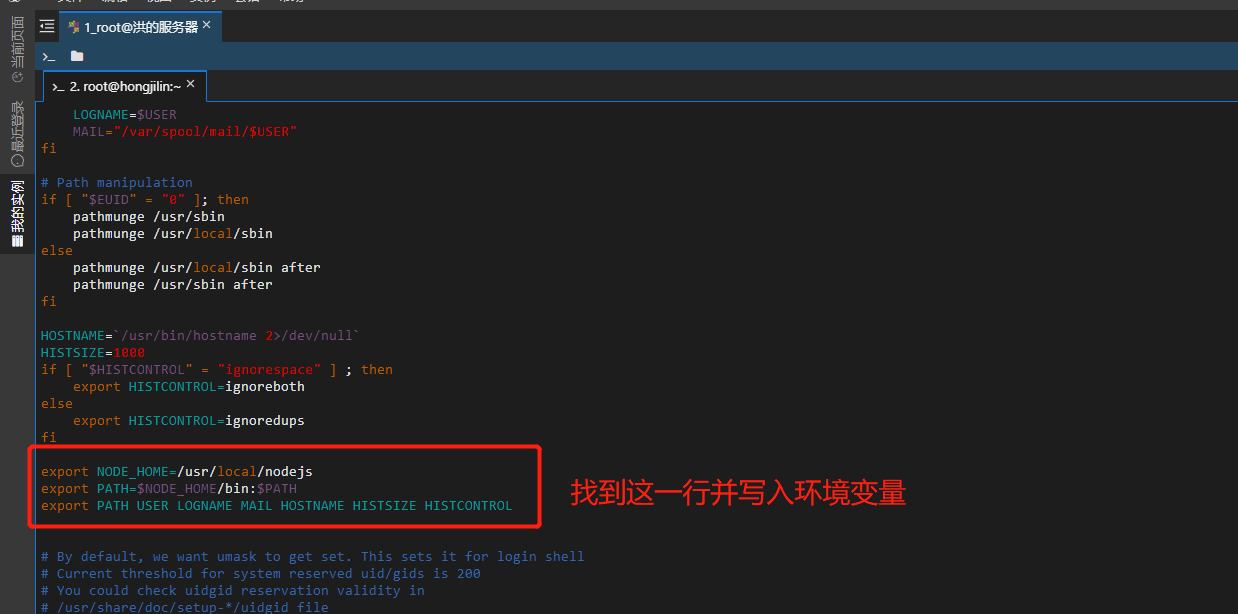 1_root@洪的服务器 ×
>_
>_ 2. root@hongjilin:~ ×
当前页面
最近登录
我的实例
LOGNAME=$USER
MAIL="/var/spool/mail/$USER"
fi
# Path manipulation
if [ "$EUID" = "0" ]; then
pathmunge /usr/sbin
pathmunge /usr/local/sbin
else
pathmunge /usr/local/sbin after
pathmunge /usr/sbin after
fi
HOSTNAME=`/usr/bin/hostname 2>/dev/null`
HISTSIZE=1000
if [ "$HISTCONTROL" = "ignorespace" ] ; then
export HISTCONTROL=ignoreboth
else
export HISTCONTROL=ignoredups
fi
export NODE_HOME=/usr/local/nodejs
export PATH=$NODE_HOME/bin:$PATH
export PATH USER LOGNAME MAIL HOSTNAME HISTSIZE HISTCONTROL
找到这一行并写入环境变量
# By default, we want umask to get set. This sets it for login shell
# Current threshold for system reserved uid/gids is 200
# You could check uidgid reservation validity in
# /usr/share/doc/setup-*/uidgid file